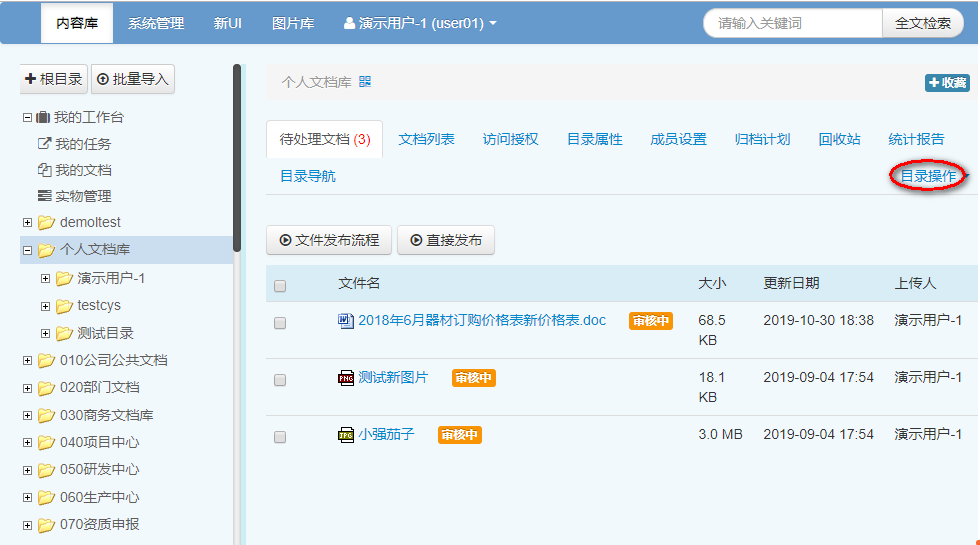 内容库 系统管理 新UI 图片库 演示用户-1 (user01) 请输入关键词 全文检索
根目录 批量导入
我的工作台
我的任务
我的文档
实物管理
demoltest
个人文档库
演示用户-1
testcys
测试目录
010公司公共文档
020部门文档
030商务文档库
040项目中心
050研发中心
060生产中心
070资质申报
个人文档库 收藏
待处理文档 (3) 文档列表 访问授权 目录属性 成员设置 归档计划 回收站 统计报告
目录导航 目录操作
文件发布流程 直接发布
文件名 大小 更新日期 上传人
2018年6月器材订购价格表新价格表.doc 审核中 68.5 KB 2019-10-30 18:38 演示用户-1
PNG 测试新图片 审核中 18.1 KB 2019-09-04 17:54 演示用户-1
JPG 小强茄子 审核中 3.0 MB 2019-09-04 17:54 演示用户-1